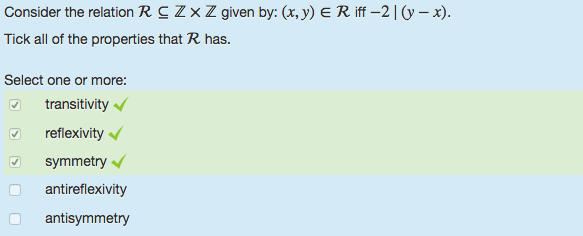 Consider the relation ℛ ⊆ ℤ × ℤ given by: (x, y) ∈ ℛ iff −2 | (y − x).
Tick all of the properties that ℛ has.
Select one or more:
transitivity
reflexivity
symmetry
antireflexivity
antisymmetry